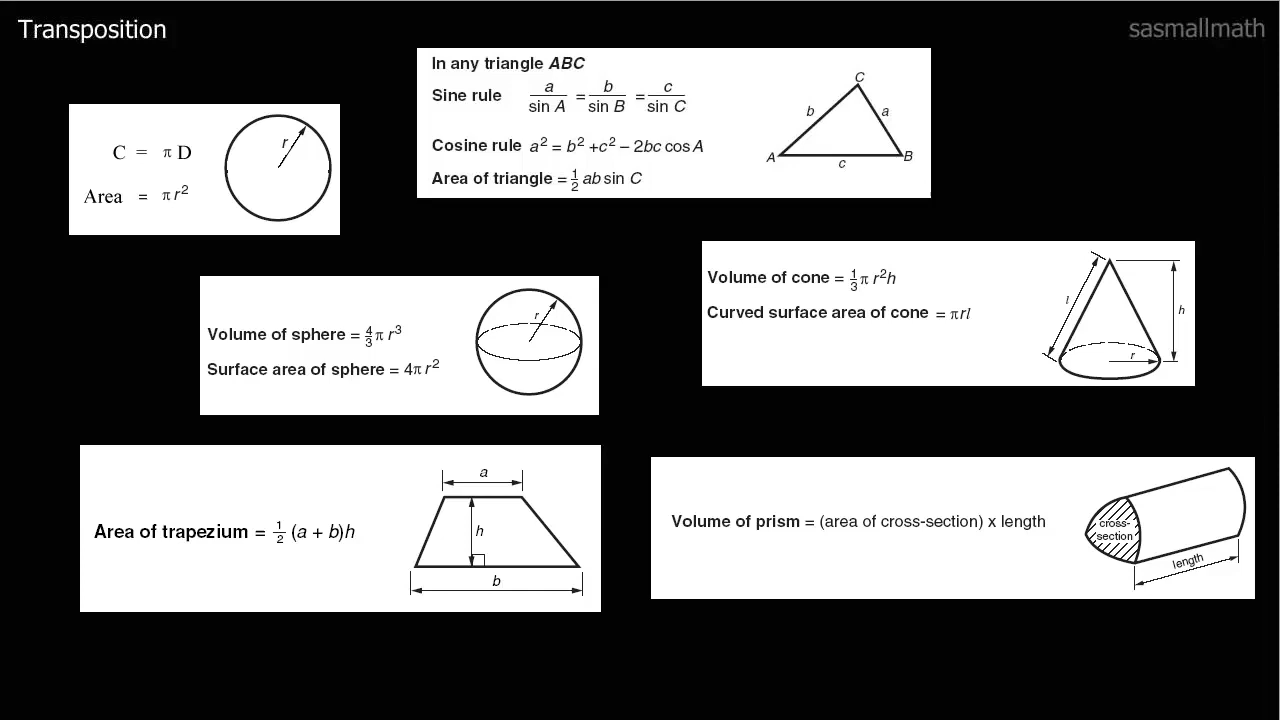 Transposition
sasmallmath
In any triangle ABC
Sine rule a/sin A = b/sin B = c/sin C
Cosine rule a² = b² +c² – 2bc cos A
Area of triangle = ½ ab sin C
C
b
a
A
c
B
C = π D
Area = π r²
r
Volume of cone = ⅓ π r²h
Curved surface area of cone = πrl
l
h
r
Volume of sphere = 4/3 π r³
Surface area of sphere = 4π r²
r
Area of trapezium = ½ (a + b)h
a
h
b
Volume of prism = (area of cross-section) x length
cross-
section
length